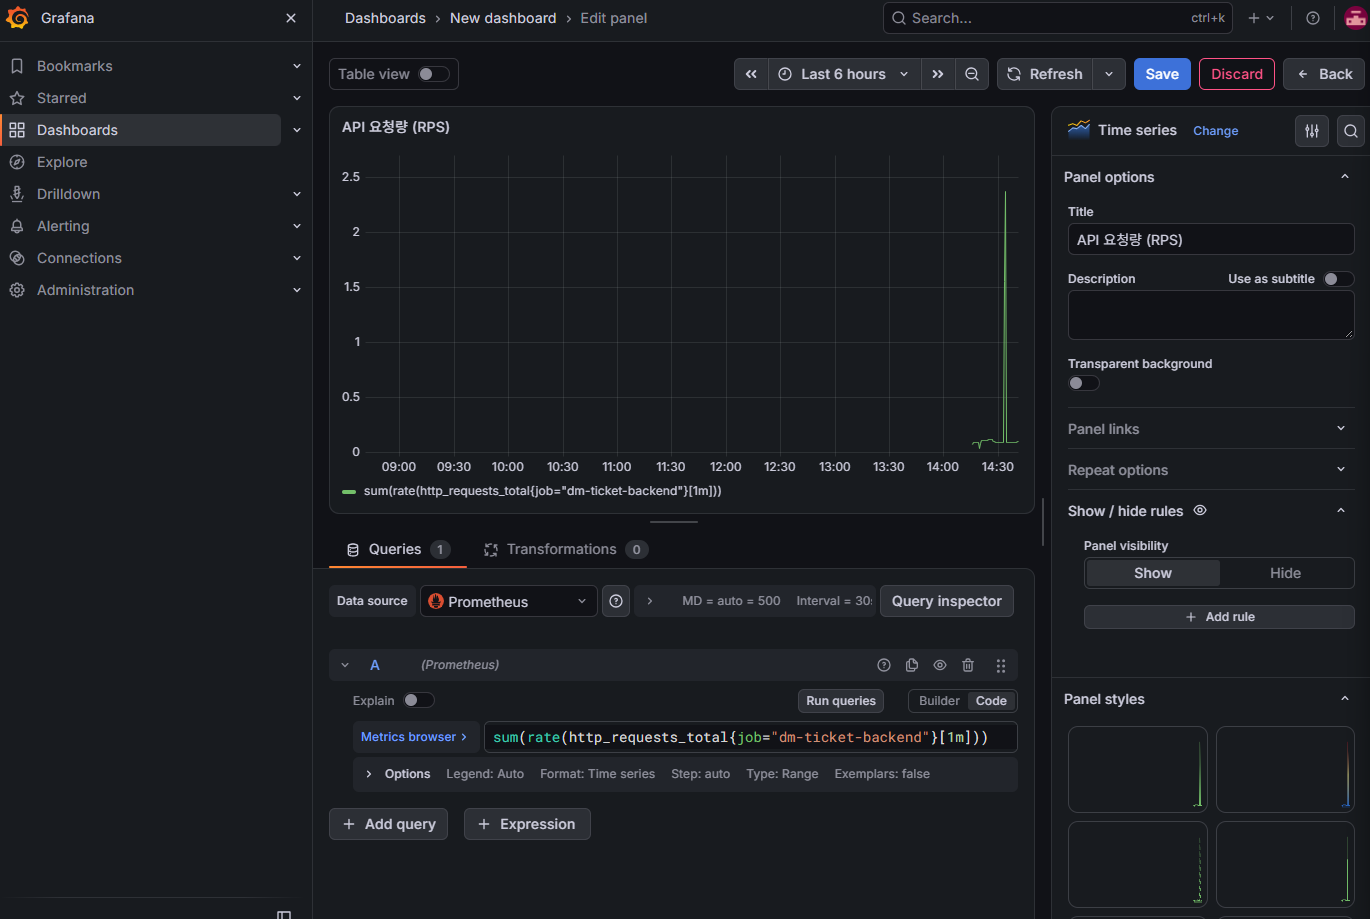 Grafana
Dashboards › New dashboard › Edit panel
Search...
ctrl+k
Bookmarks
Starred
Dashboards
Explore
Drilldown
Alerting
Connections
Administration
Table view
Last 6 hours
Refresh
Save
Discard
Back
API 요청량 (RPS)
2.5
2
1.5
1
0.5
0
09:00 09:30 10:00 10:30 11:00 11:30 12:00 12:30 13:00 13:30 14:00 14:30
sum(rate(http_requests_total{job="dm-ticket-backend"}[1m]))
Queries 1
Transformations 0
Data source
Prometheus
MD = auto = 500 Interval = 30s
Query inspector
A (Prometheus)
Explain
Run queries
Builder
Code
Metrics browser >
sum(rate(http_requests_total{job="dm-ticket-backend"}[1m]))
Options Legend: Auto Format: Time series Step: auto Type: Range Exemplars: false
+ Add query
+ Expression
Time series Change
Panel options
Title
API 요청량 (RPS)
Description
Use as subtitle
Transparent background
Panel links
Repeat options
Show / hide rules
Panel visibility
Show
Hide
+ Add rule
Panel styles